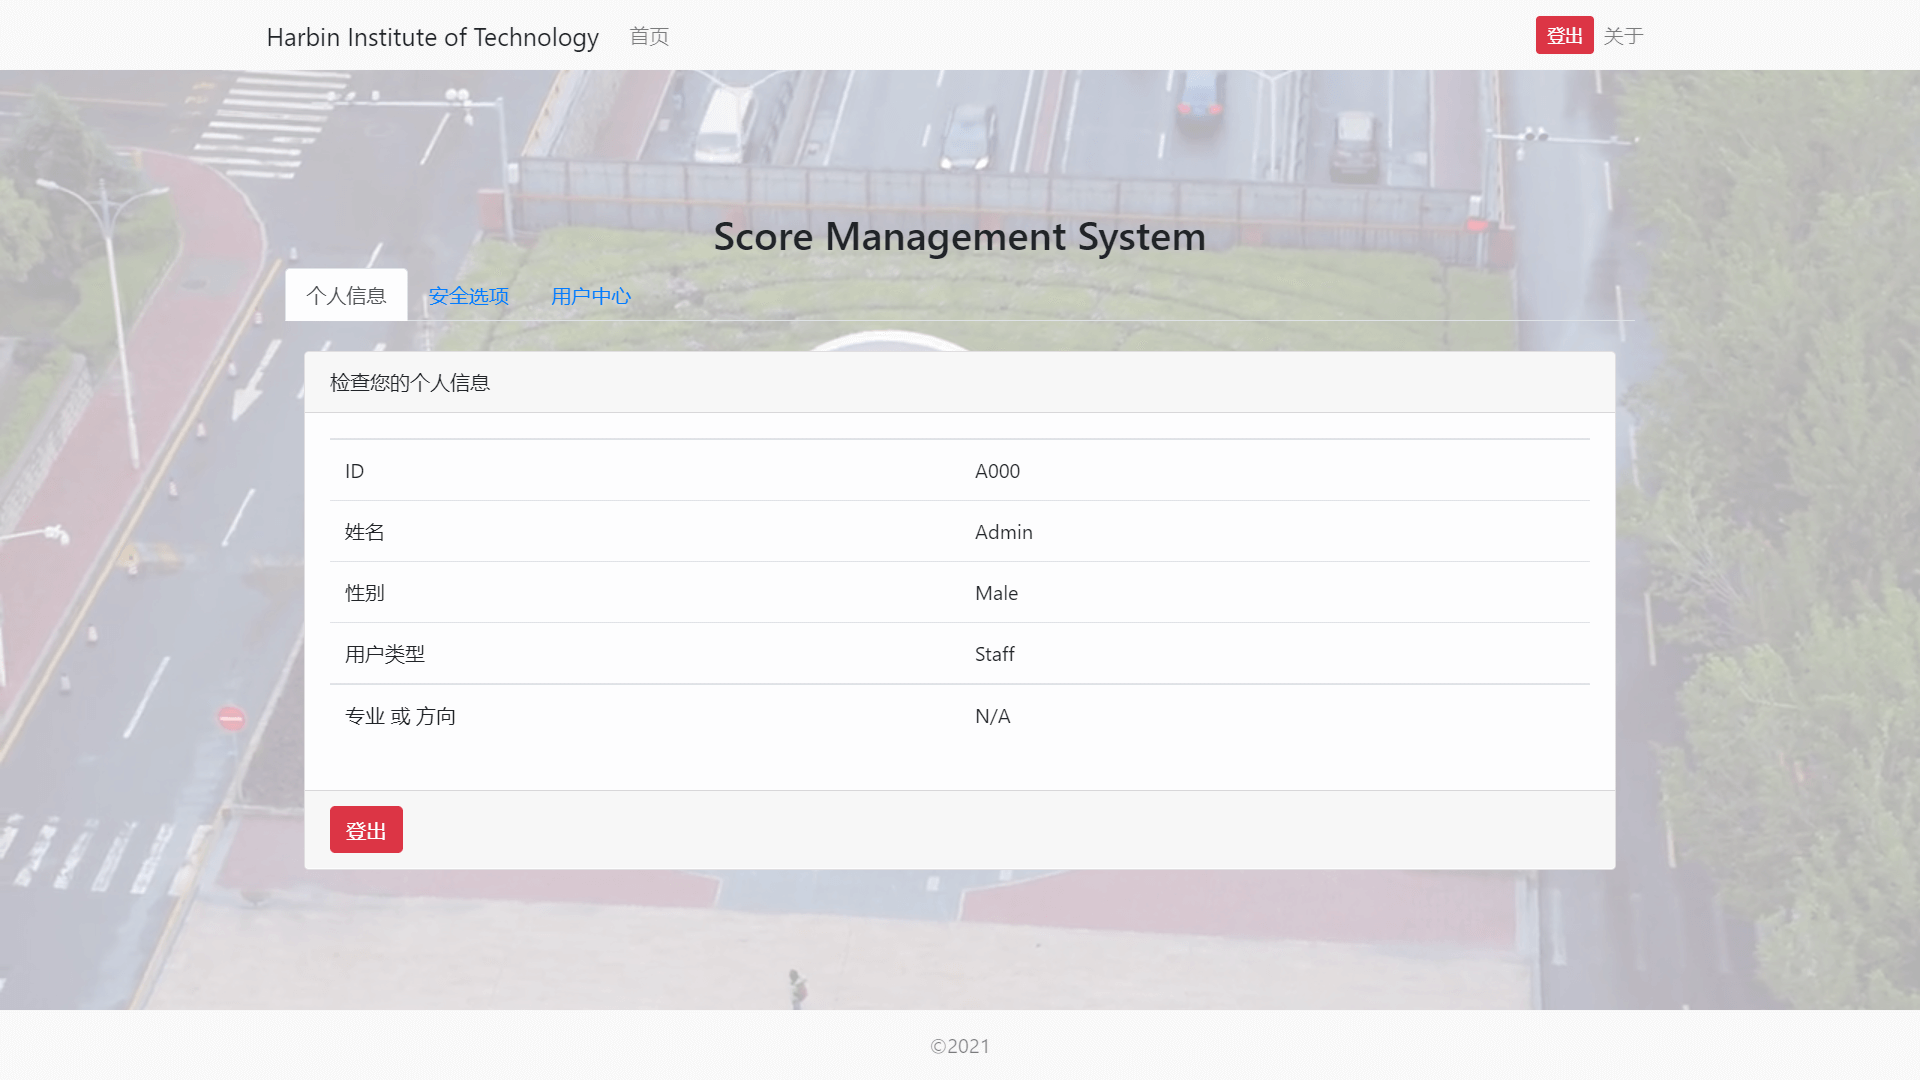 Harbin Institute of Technology 首页 登出 关于
Score Management System
个人信息 安全选项 用户中心
检查您的个人信息
ID A000
姓名 Admin
性别 Male
用户类型 Staff
专业 或 方向 N/A
登出
©2021